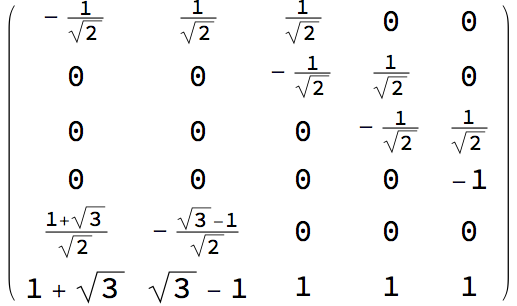 -1/√2 1/√2 1/√2 0 0
0 0 -1/√2 1/√2 0
0 0 0 -1/√2 1/√2
0 0 0 0 -1
(1+√3)/√2 -(√3-1)/√2 0 0 0
1+√3 √3-1 1 1 1